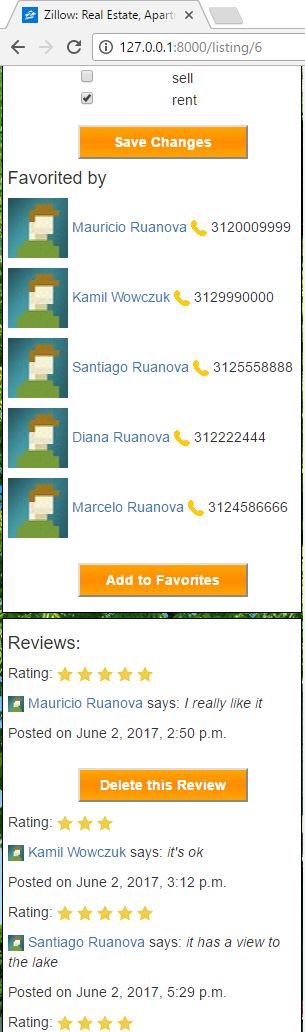 Zillow: Real Estate, Apart
127.0.0.1:8000/listing/6
sell
rent
Save Changes
Favorited by
Mauricio Ruanova 3120009999
Kamil Wowczuk 3129990000
Santiago Ruanova 3125558888
Diana Ruanova 312222444
Marcelo Ruanova 3124586666
Add to Favorites
Reviews:
Rating:
Mauricio Ruanova says: I really like it
Posted on June 2, 2017, 2:50 p.m.
Delete this Review
Rating:
Kamil Wowczuk says: it's ok
Posted on June 2, 2017, 3:12 p.m.
Rating:
Santiago Ruanova says: it has a view to
the lake
Posted on June 2, 2017, 5:29 p.m.
Rating: